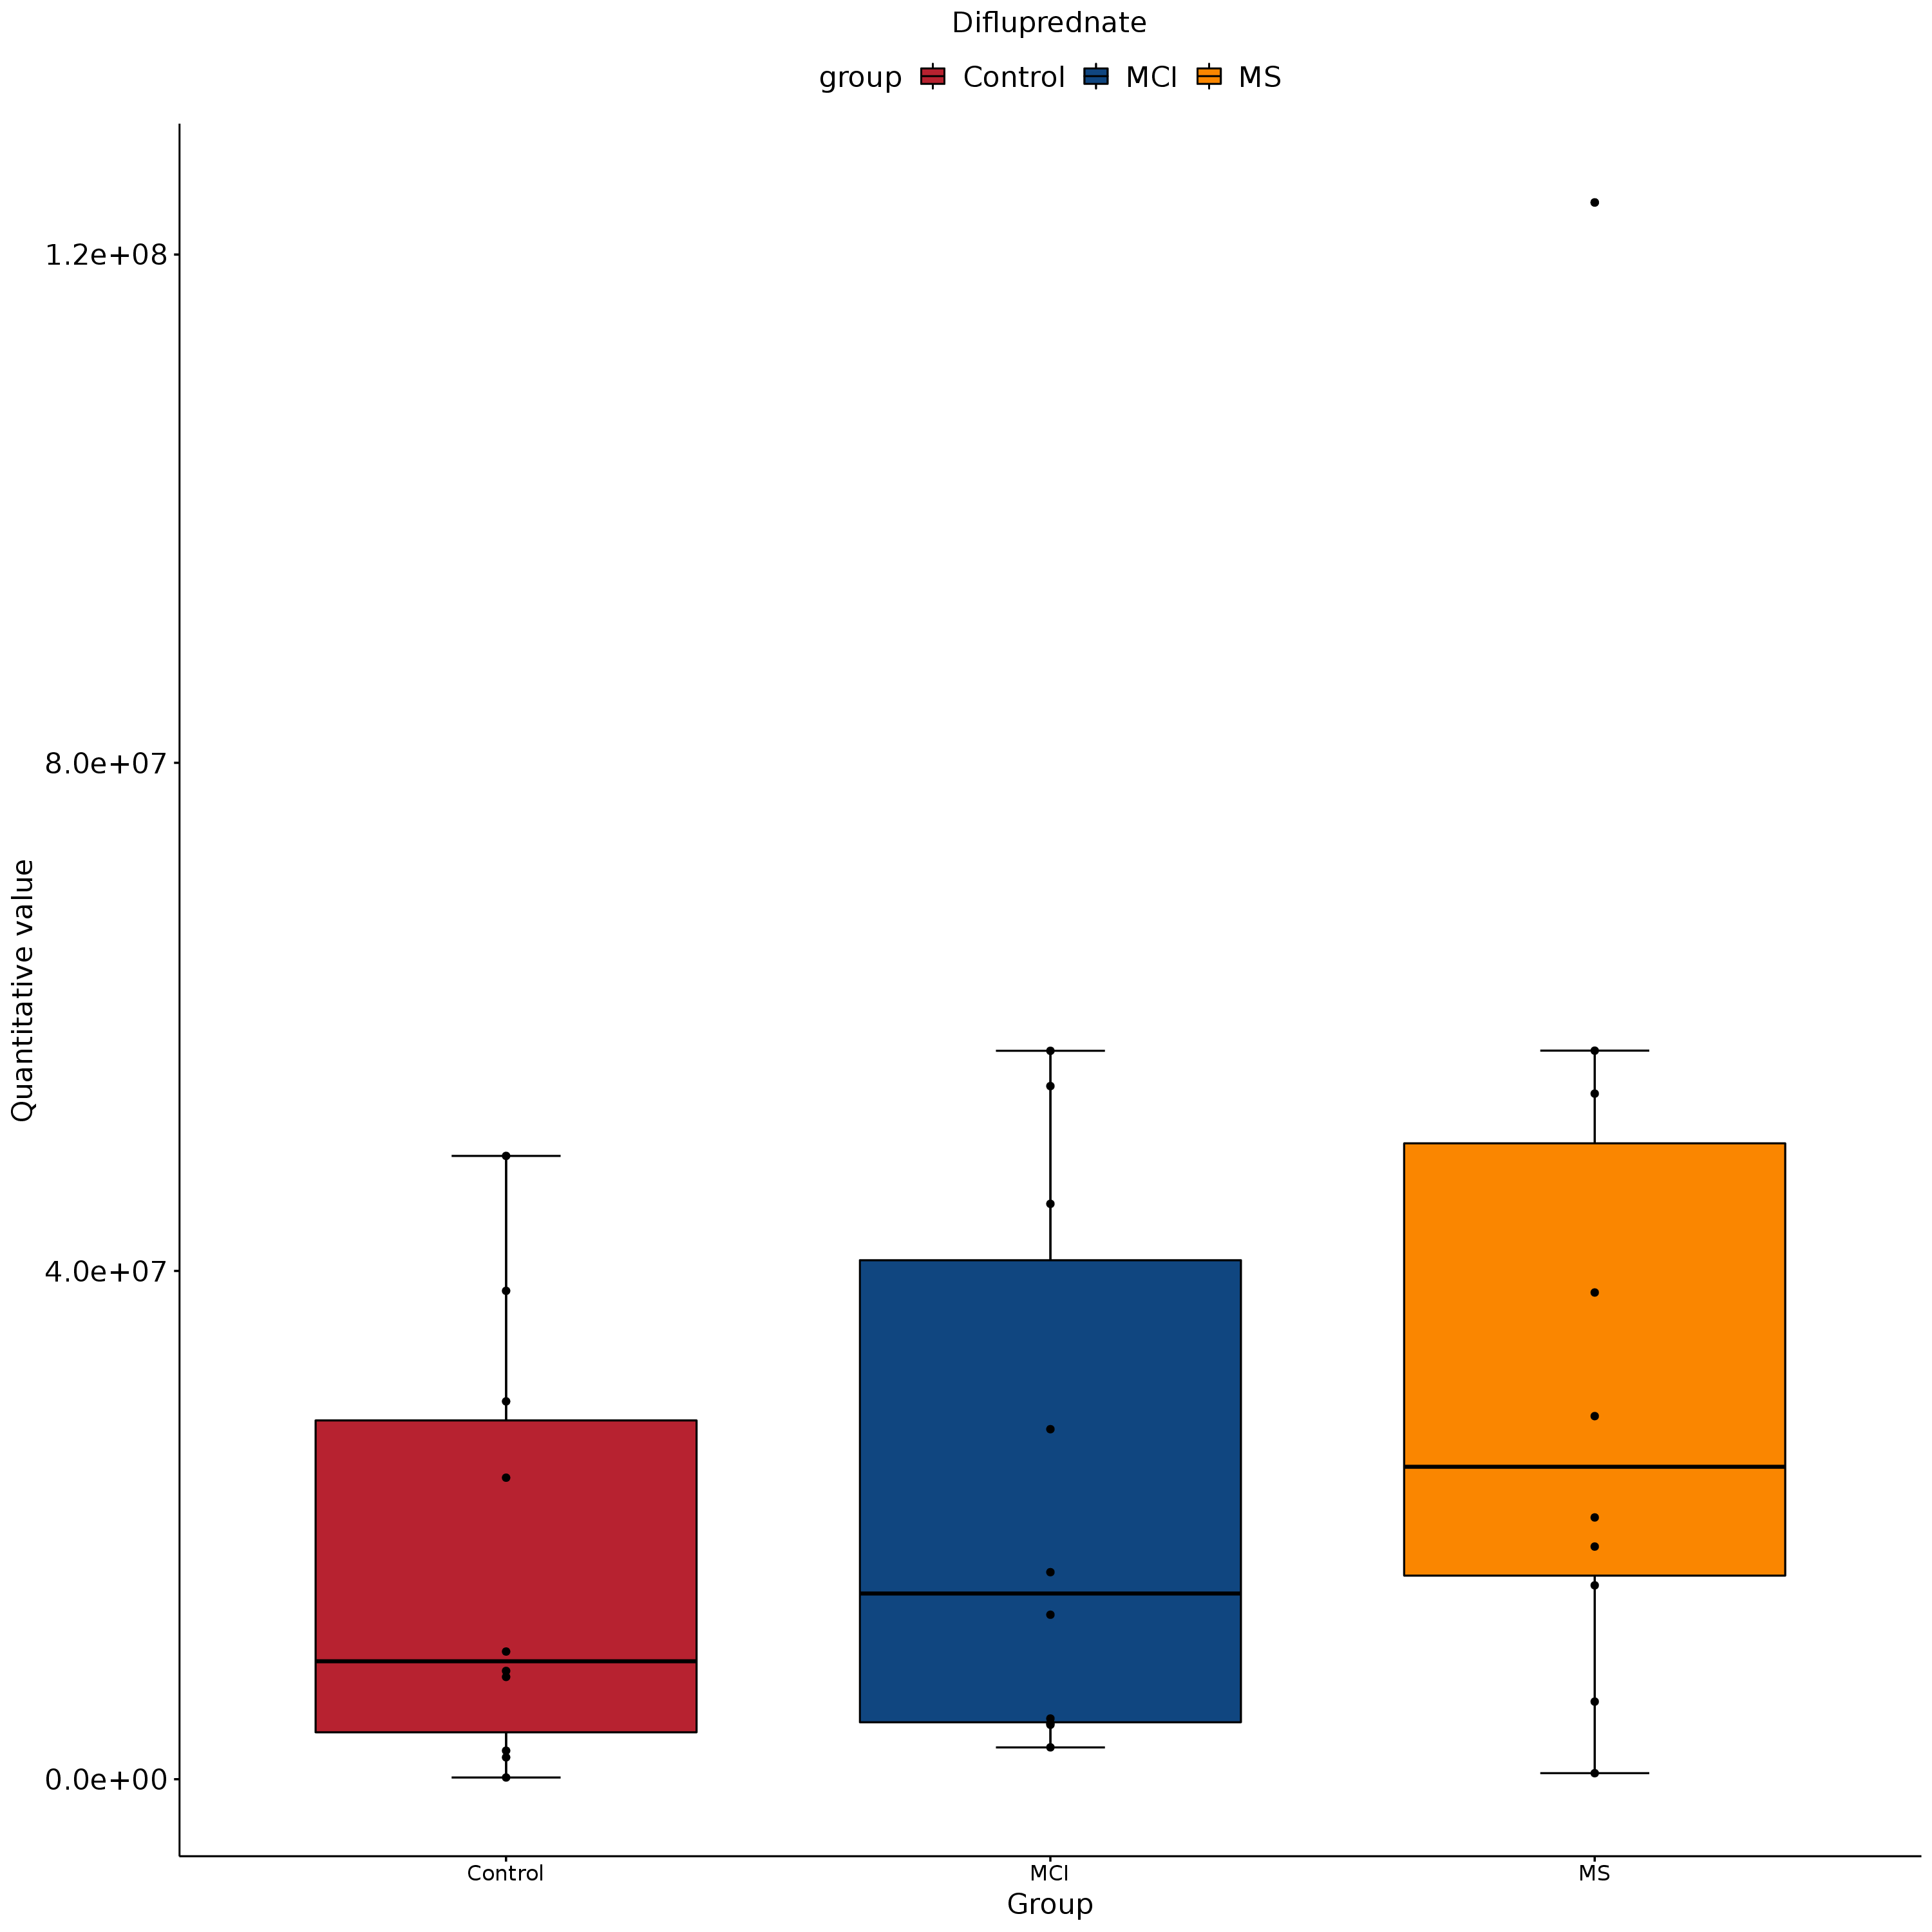 Difluprednate
group Control MCI MS
1.2e+08
8.0e+07
4.0e+07
0.0e+00
Quantitative value
Control MCI MS
Group